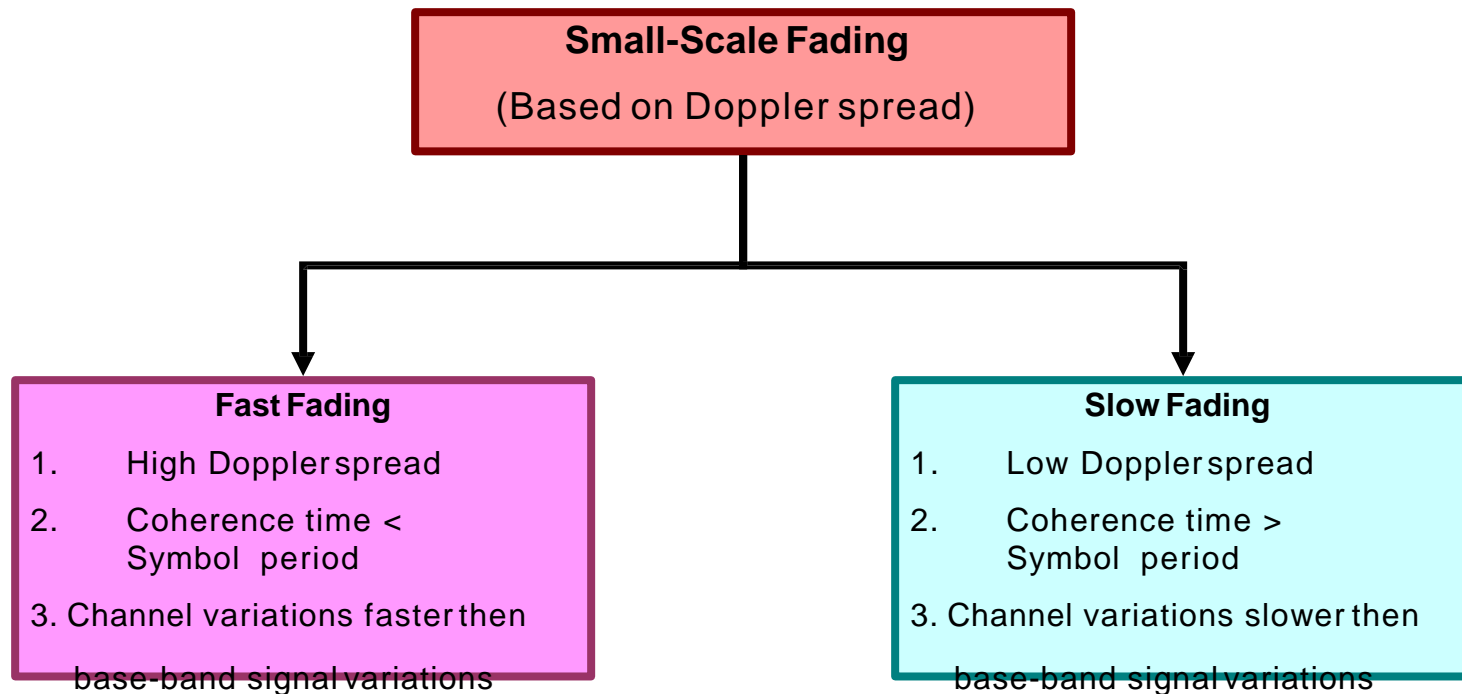 Small-Scale Fading
(Based on Doppler spread)
Fast Fading
1. High Doppler spread
2. Coherence time <
Symbol period
3. Channel variations faster then
base-band signal variations
Slow Fading
1. Low Doppler spread
2. Coherence time >
Symbol period
3. Channel variations slower then
base-band signal variations